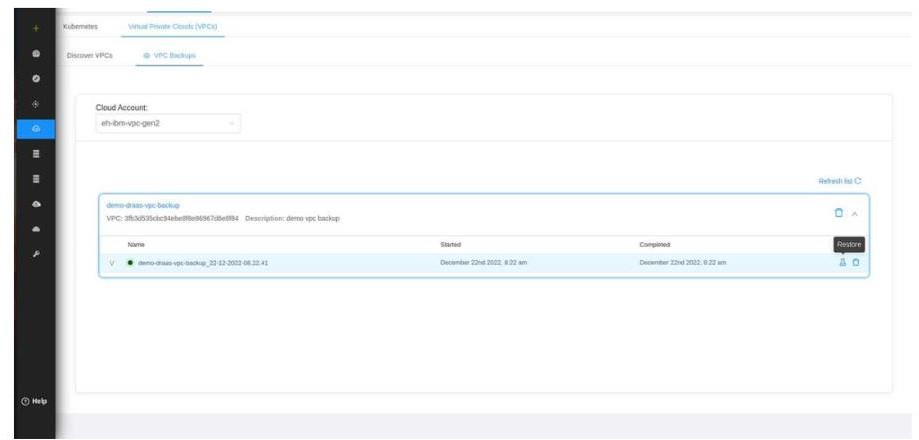 Kubernetes Virtual Private Clouds (VPCs)
Discover VPCs VPC Backups
Cloud Account:
eh-ibm-vpc-gen2
Refresh list
demo-draas-vpc-backup
VPC: 3fb3d535cbc94ebe8f8e86967d8e8f84 Description: demo vpc backup
Name Started Completed Restore
demo-draas-vpc-backup_22-12-2022-08.22.41 December 22nd 2022, 8:22 am December 22nd 2022, 8:22 am
Help